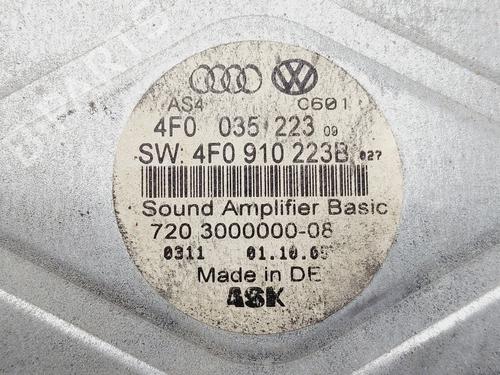 AS4 C601
4F0 035 223 09
SW: 4F0 910 223B 027
Sound Amplifier Basic
720 3000000-08
0311 01.10.05
Made in DE
ASK